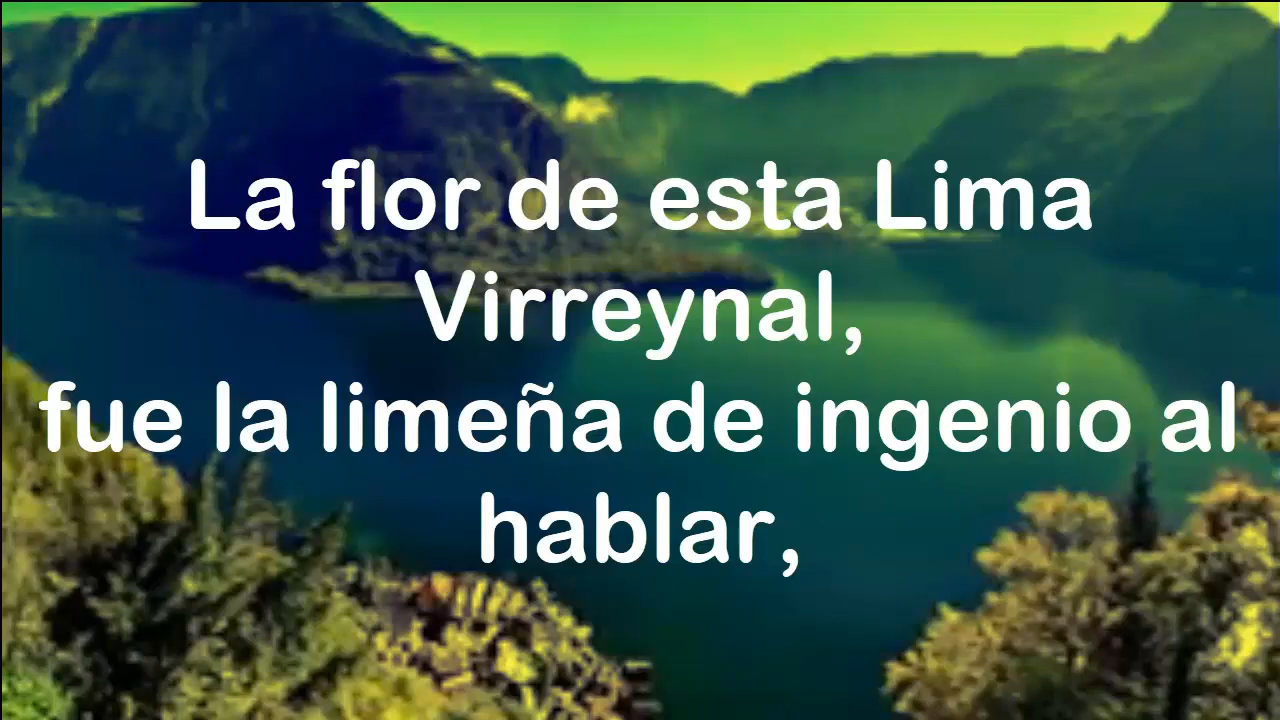 La flor de esta Lima
Virreynal,
fue la limeña de ingenio al
hablar,